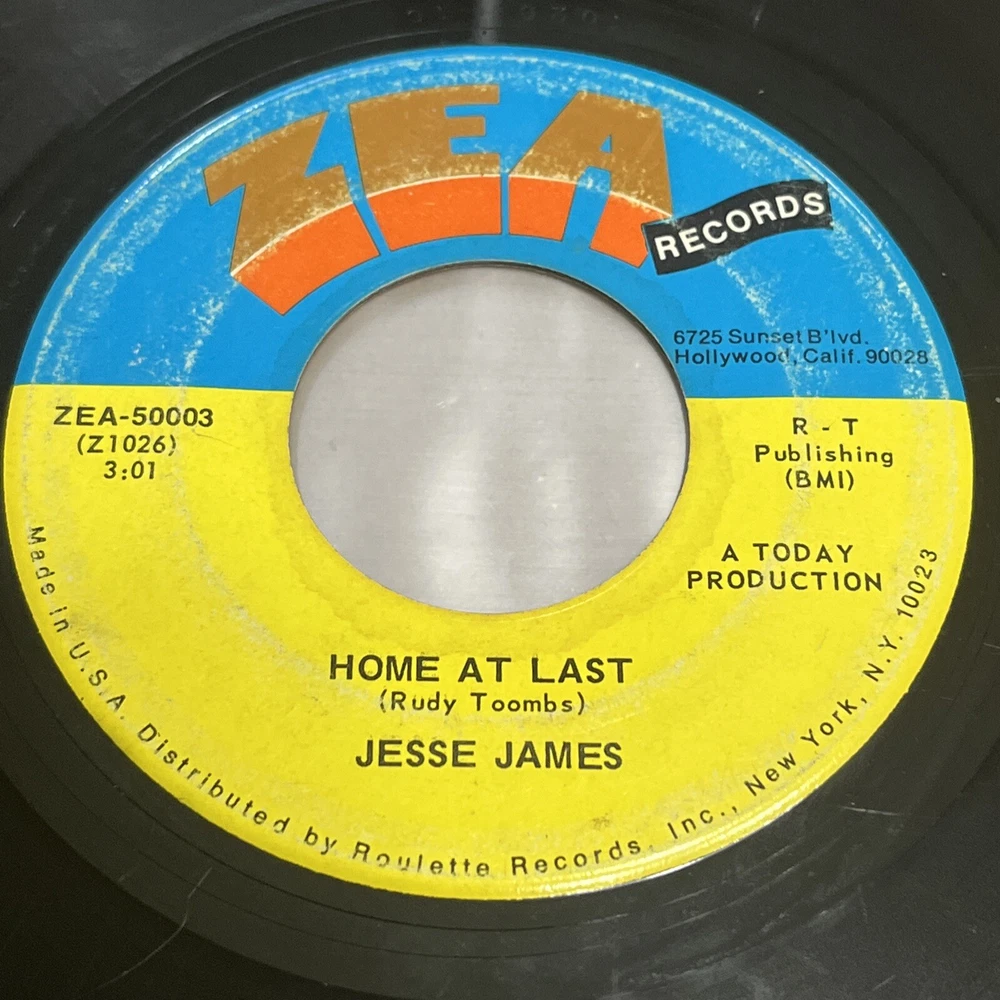 ZEA
RECORDS
6725 Sunset B'lvd.
Hollywood, Calif. 90028
ZEA-50003
(Z1026)
3:01
R - T
Publishing
(BMI)
A TODAY
PRODUCTION
HOME AT LAST
(Rudy Toombs)
JESSE JAMES
Made in U.S.A. Distributed by Roulette Records, Inc., New York, N.Y. 10023